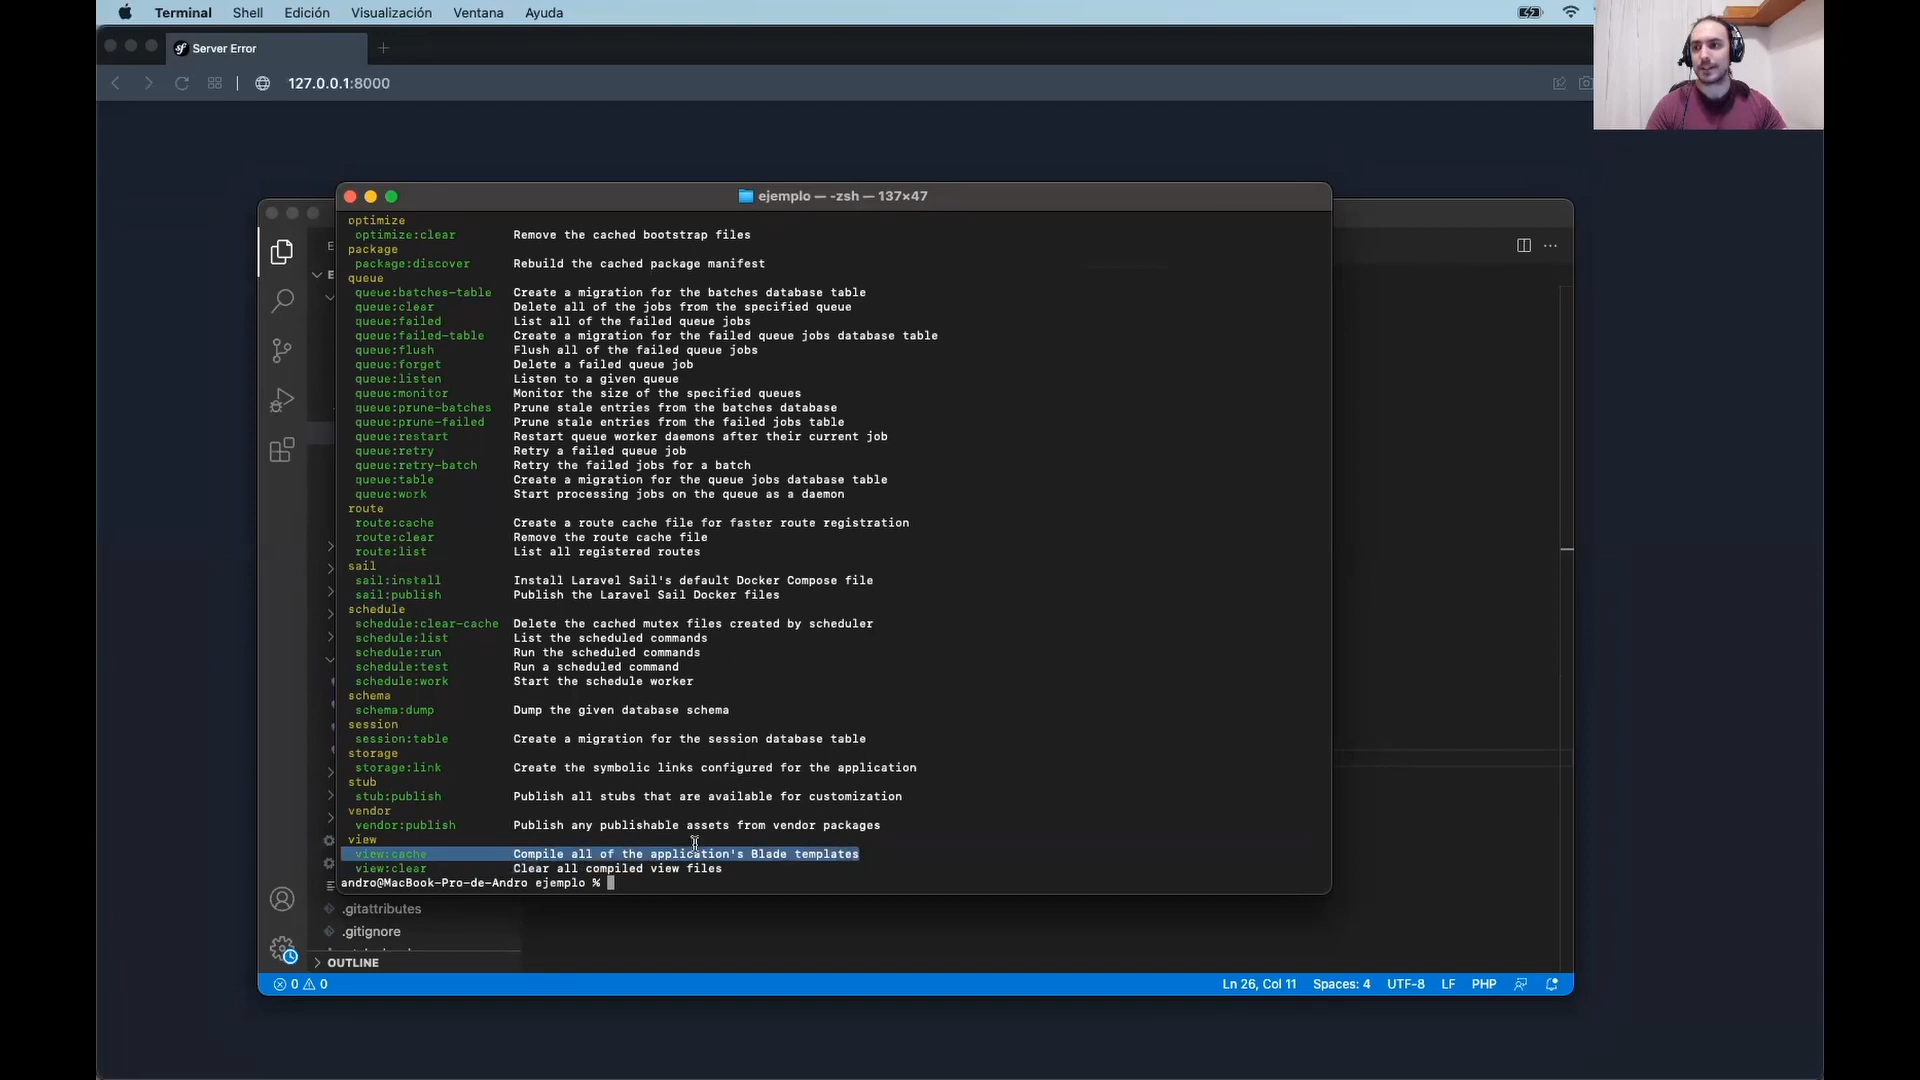 Terminal Shell Edición Visualización Ventana Ayuda
Server Error
127.0.0.1:8000
ejemplo — -zsh — 137×47
optimize
optimize:clear Remove the cached bootstrap files
package
package:discover Rebuild the cached package manifest
queue
queue:batches-table Create a migration for the batches database table
queue:clear Delete all of the jobs from the specified queue
queue:failed List all of the failed queue jobs
queue:failed-table Create a migration for the failed queue jobs database table
queue:flush Flush all of the failed queue jobs
queue:forget Delete a failed queue job
queue:listen Listen to a given queue
queue:monitor Monitor the size of the specified queues
queue:prune-batches Prune stale entries from the batches database
queue:prune-failed Prune stale entries from the failed jobs table
queue:restart Restart queue worker daemons after their current job
queue:retry Retry a failed queue job
queue:retry-batch Retry the failed jobs for a batch
queue:table Create a migration for the queue jobs database table
queue:work Start processing jobs on the queue as a daemon
route
route:cache Create a route cache file for faster route registration
route:clear Remove the route cache file
route:list List all registered routes
sail
sail:install Install Laravel Sail's default Docker Compose file
sail:publish Publish the Laravel Sail Docker files
schedule
schedule:clear-cache Delete the cached mutex files created by scheduler
schedule:list List the scheduled commands
schedule:run Run the scheduled commands
schedule:test Run a scheduled command
schedule:work Start the schedule worker
schema
schema:dump Dump the given database schema
session
session:table Create a migration for the session database table
storage
storage:link Create the symbolic links configured for the application
stub
stub:publish Publish all stubs that are available for customization
vendor
vendor:publish Publish any publishable assets from vendor packages
view
view:cache Compile all of the application's Blade templates
view:clear Clear all compiled view files
andro@MacBook-Pro-de-Andro ejemplo %
.gitattributes
.gitignore
OUTLINE
0 0 Ln 26, Col 11 Spaces: 4 UTF-8 LF PHP